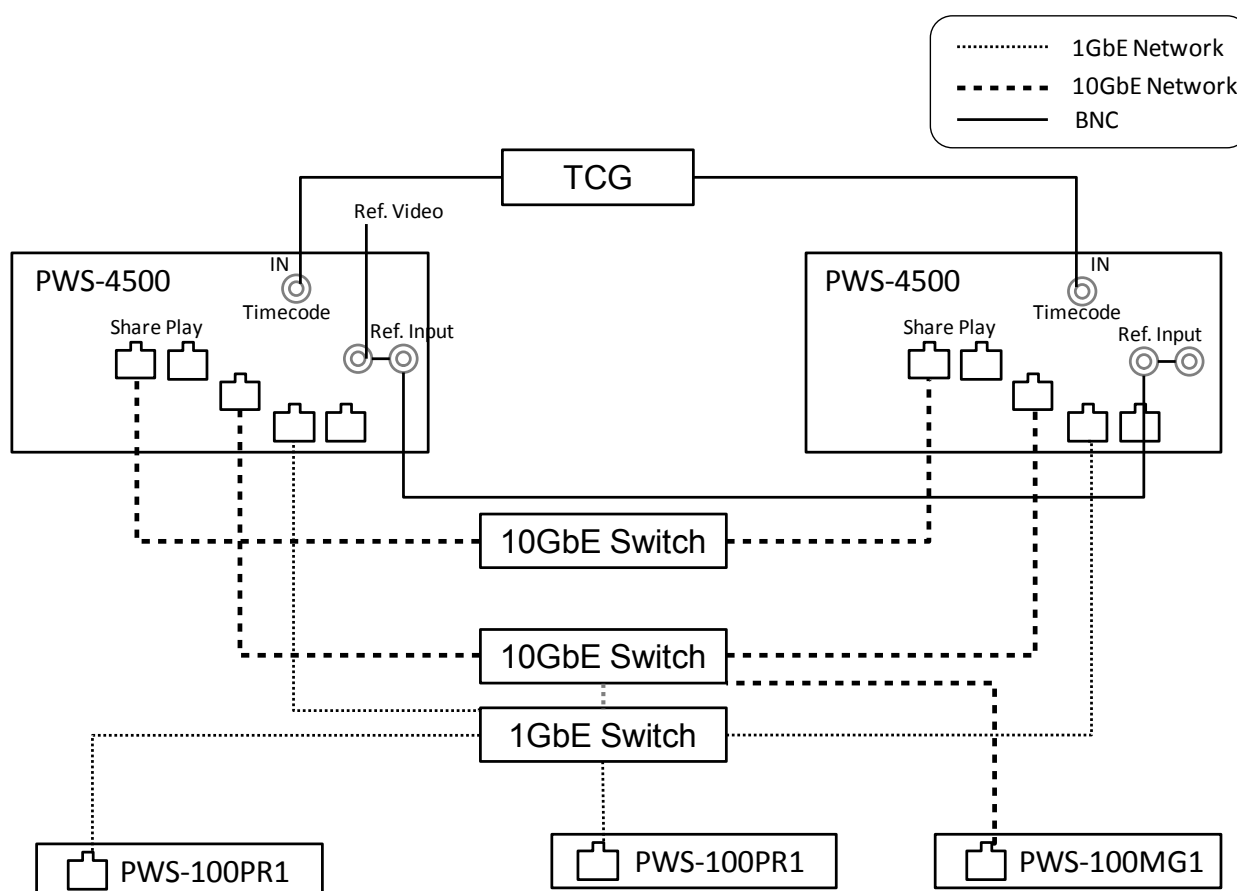 1GbE Network
10GbE Network
BNC
TCG
Ref. Video
PWS-4500
IN
Timecode
Share Play
Ref. Input
PWS-4500
IN
Timecode
Share Play
Ref. Input
10GbE Switch
10GbE Switch
1GbE Switch
PWS-100PR1
PWS-100PR1
PWS-100MG1